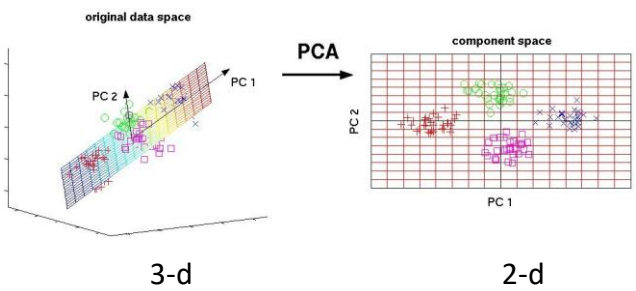 original data space
PC 1
PC 2
PCA
component space
PC 2
PC 1
3-d
2-d